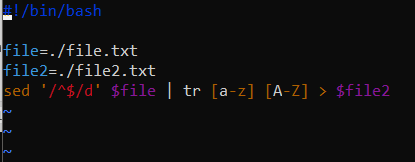 #!/bin/bash
file=./file.txt
file2=./file2.txt
sed '/^$/d' $file | tr [a-z] [A-Z] > $file2
~
~
~